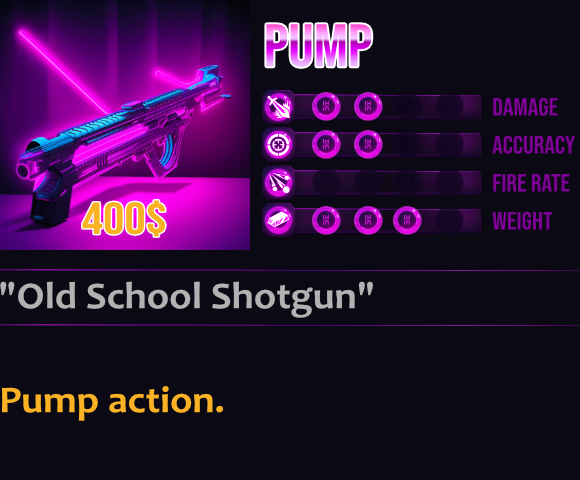 PUMP
400$
DAMAGE
ACCURACY
FIRE RATE
WEIGHT
"Old School Shotgun"
Pump action.